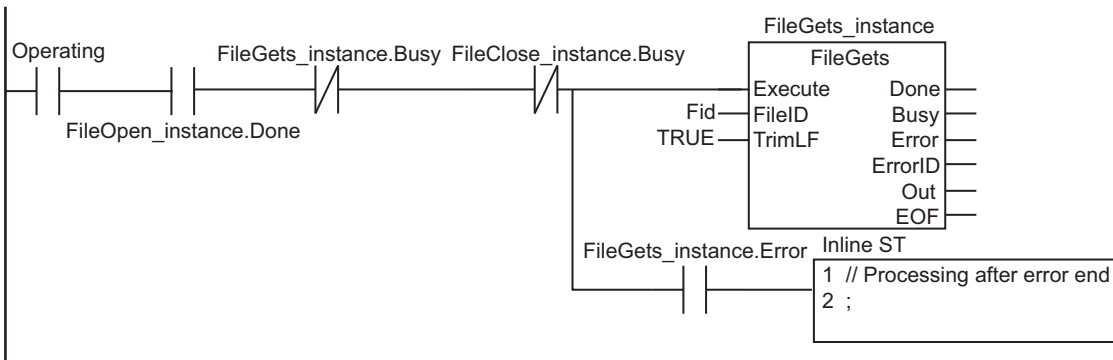 Operating
FileOpen_instance.Done
FileGets_instance.Busy
FileClose_instance.Busy
FileGets_instance
FileGets
Execute Done
Fid FileID Busy
TRUE TrimLF Error
ErrorID
Out
EOF
FileGets_instance.Error
Inline ST
1 // Processing after error end
2 ;